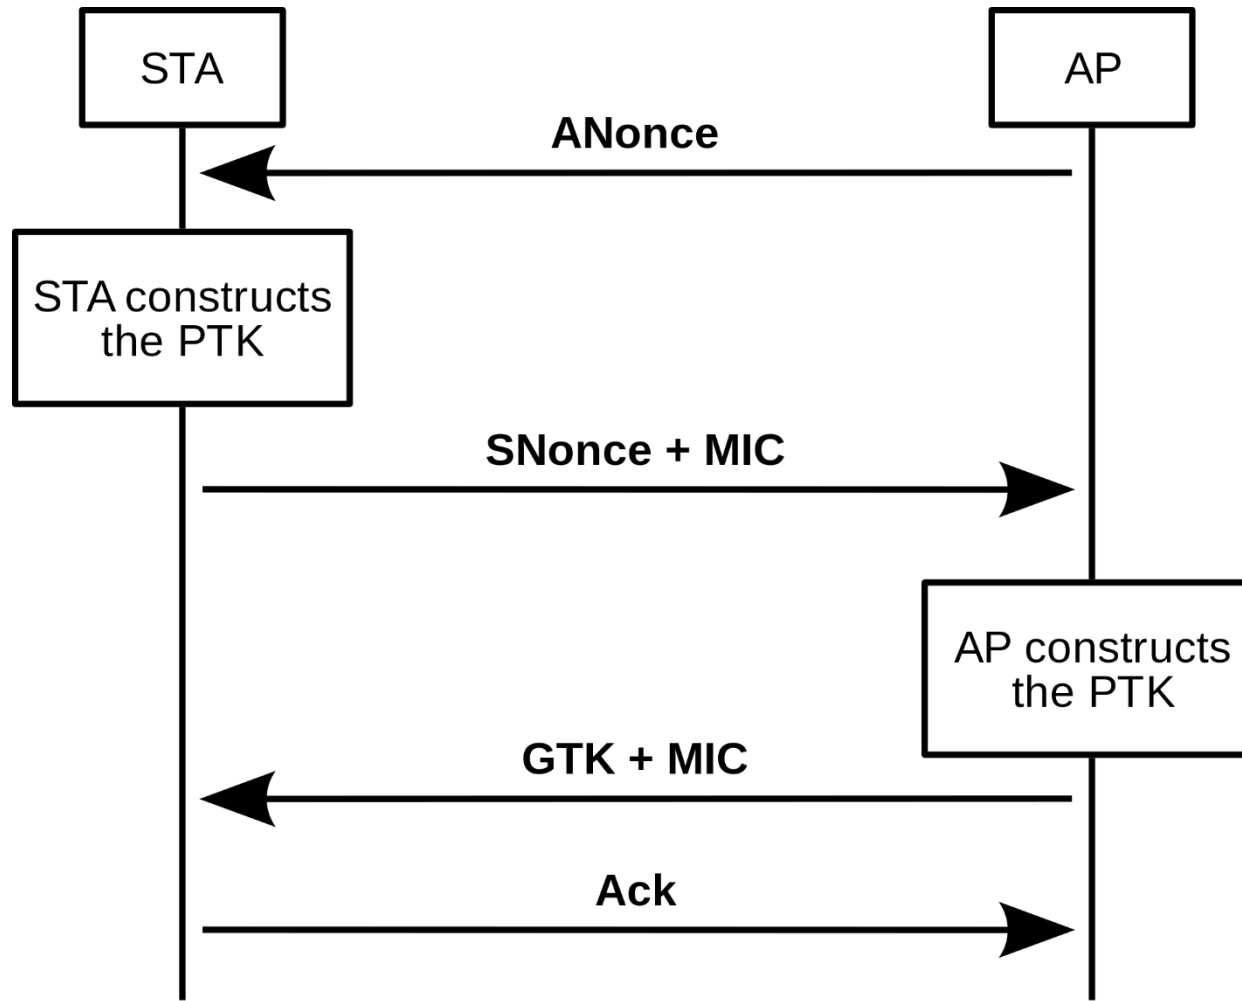 STA
AP
ANonce
STA constructs
the PTK
SNonce + MIC
AP constructs
the PTK
GTK + MIC
Ack